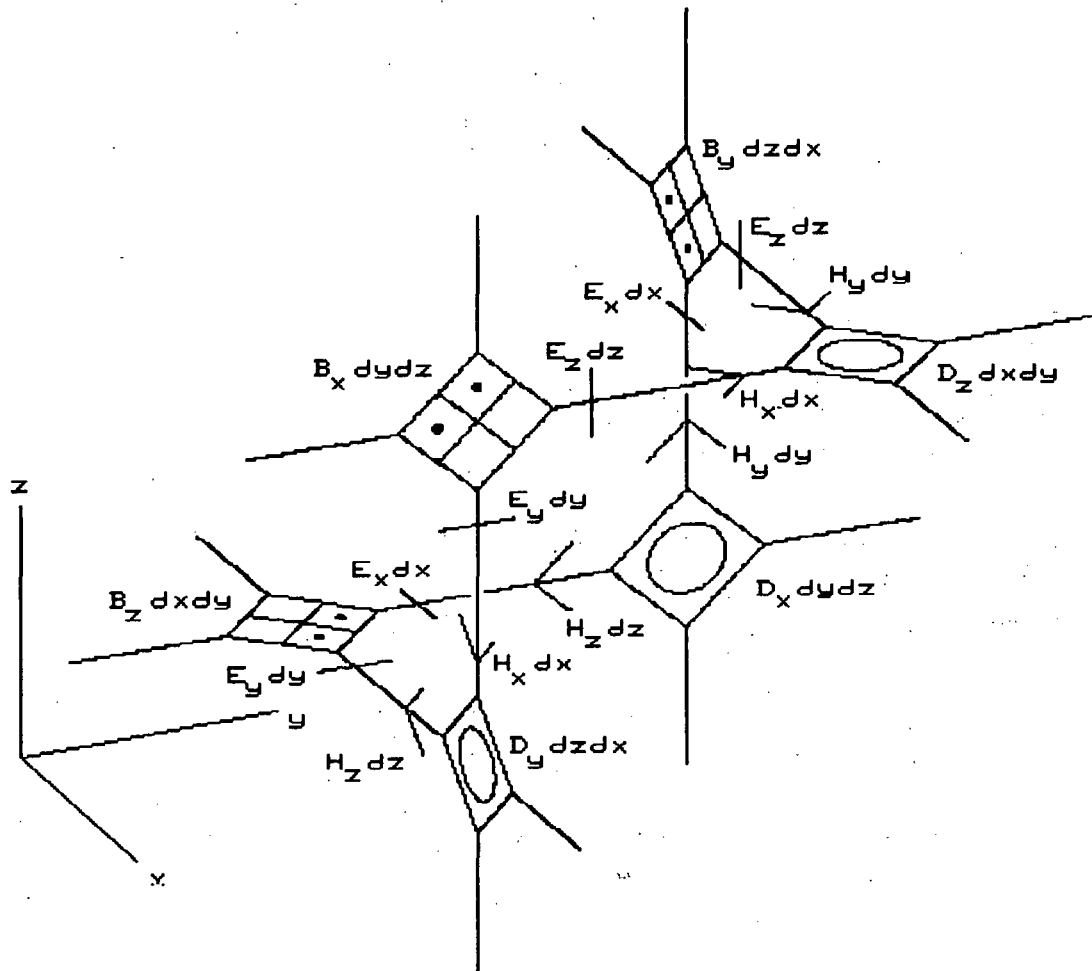 B_y dzdx
E_z dz
H_y dy
E_x dx
E_z dz
B_x dydz
D_z dxdy
H_x dx
H_y dy
z
E_y dy
E_x dx
B_z dxdy
D_x dydz
H_z dz
H_x dx
E_y dy
y
D_y dzdx
H_z dz
x